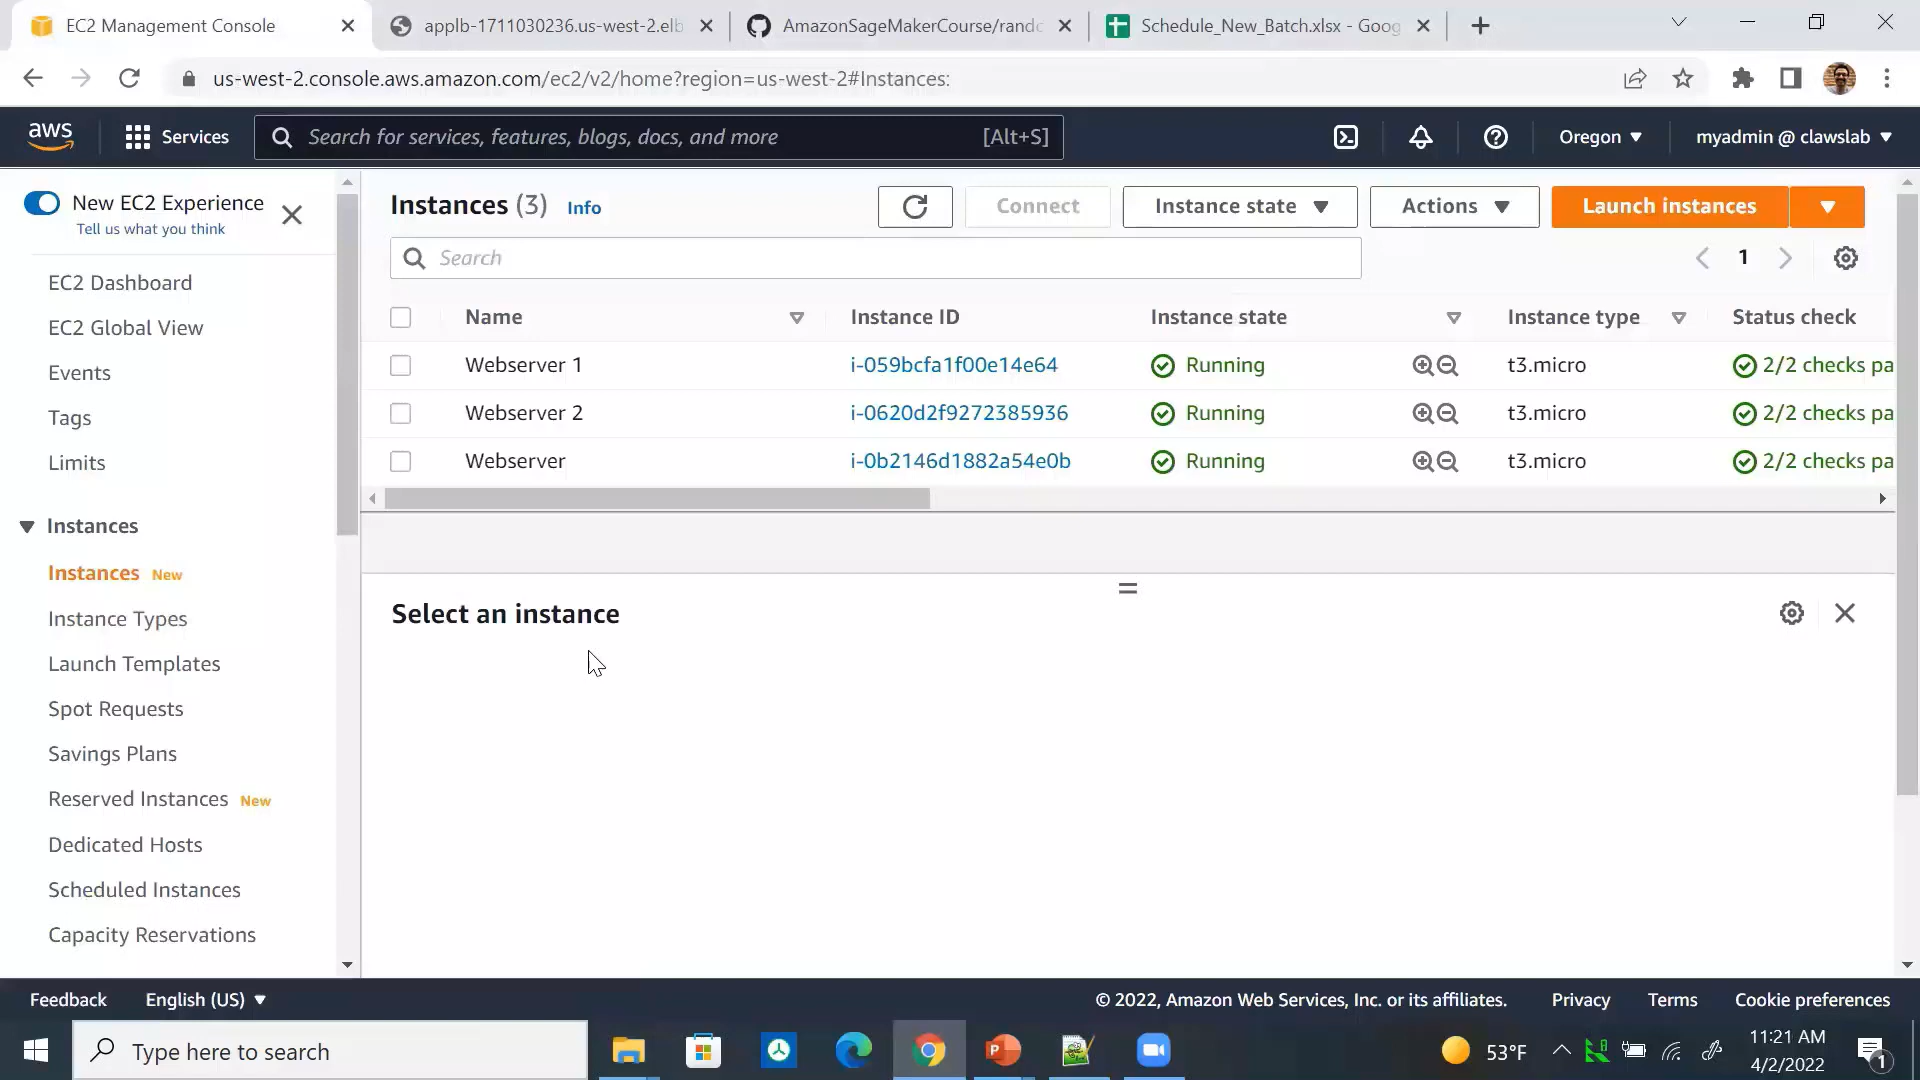 EC2 Management Console
applb-1711030236.us-west-2.elb
AmazonSageMakerCourse/rando
Schedule_New_Batch.xlsx - Goog
us-west-2.console.aws.amazon.com/ec2/v2/home?region=us-west-2#Instances:
aws
Services
Search for services, features, blogs, docs, and more
[Alt+S]
Oregon
myadmin @ clawslab
New EC2 Experience
Tell us what you think
EC2 Dashboard
EC2 Global View
Events
Tags
Limits
Instances
Instances New
Instance Types
Launch Templates
Spot Requests
Savings Plans
Reserved Instances New
Dedicated Hosts
Scheduled Instances
Capacity Reservations
Instances (3) Info
Connect
Instance state
Actions
Launch instances
Search
1
Name Instance ID Instance state Instance type Status check
Webserver 1 i-059bcfa1f00e14e64 Running t3.micro 2/2 checks pa
Webserver 2 i-0620d2f9272385936 Running t3.micro 2/2 checks pa
Webserver i-0b2146d1882a54e0b Running t3.micro 2/2 checks pa
Select an instance
Feedback English (US)
© 2022, Amazon Web Services, Inc. or its affiliates. Privacy Terms Cookie preferences
Type here to search
53°F
11:21 AM
4/2/2022
1